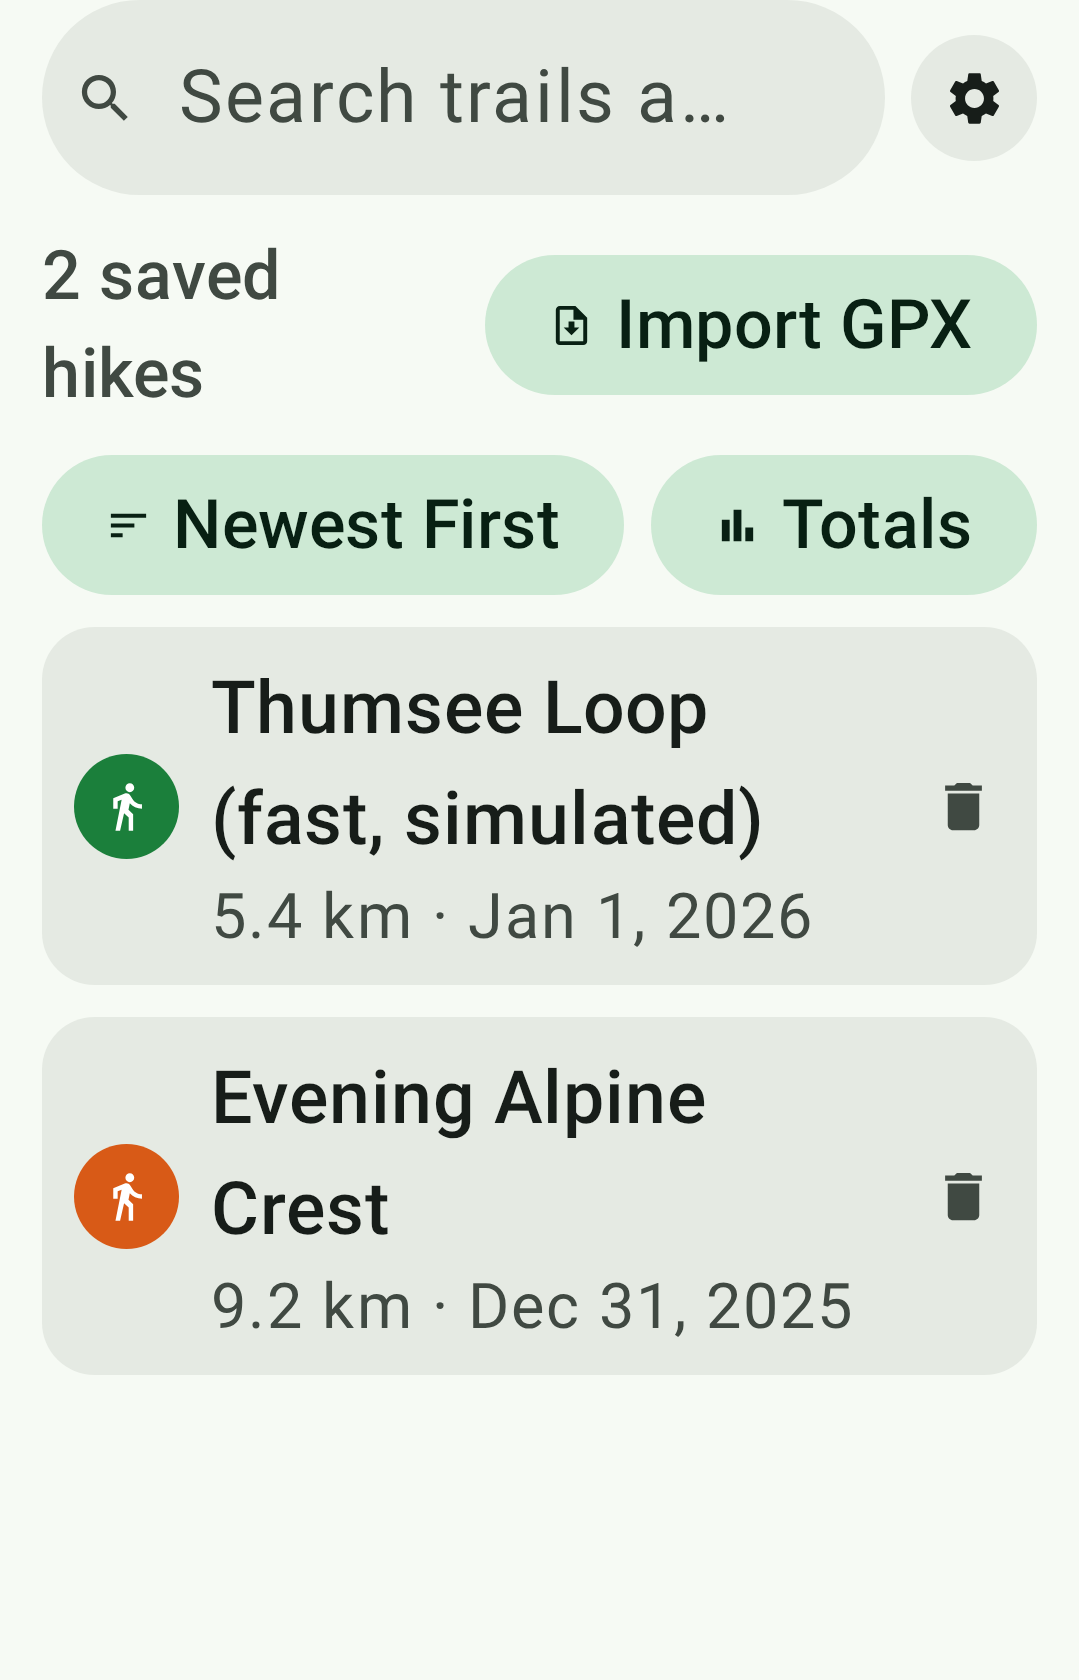 Search trails a…
2 saved
hikes
Import GPX
Newest First
Totals
Thumsee Loop
(fast, simulated)
5.4 km · Jan 1, 2026
Evening Alpine
Crest
9.2 km · Dec 31, 2025